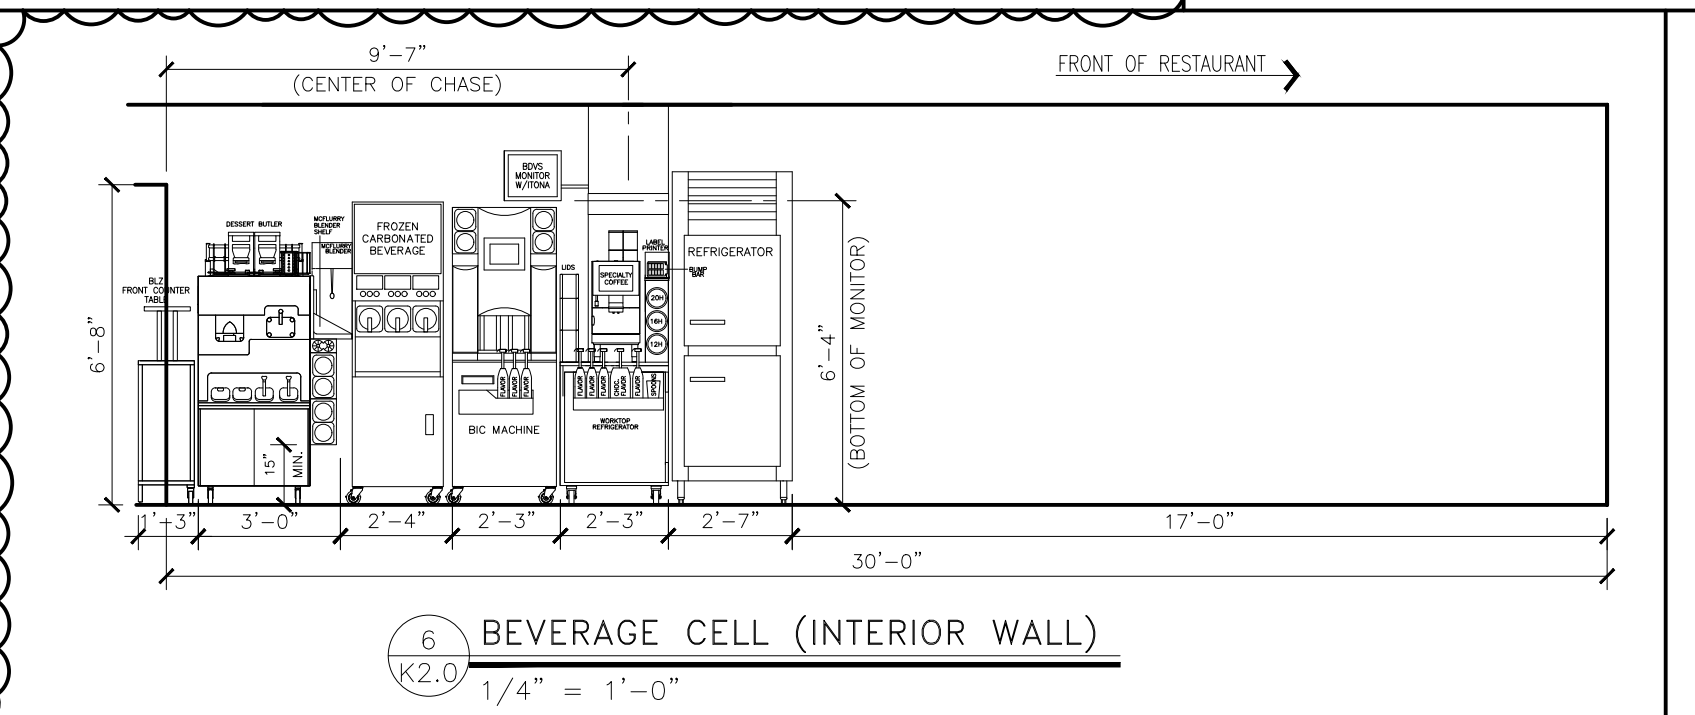 9'-7"
(CENTER OF CHASE)
FRONT OF RESTAURANT
BDVS
MONITOR
W/ITONA
DESSERT BUTLER
MCFLURRY
BLENDER
SHELF
MCFLURRY
BLENDER
FROZEN
CARBONATED
BEVERAGE
LIDS
SPECIALTY
COFFEE
LABEL
PRINTER
BUMP
BAR
REFRIGERATOR
BLZ
FRONT COUNTER
TABLE
20H
16H
12H
6'-8"
6'-4"
(BOTTOM OF MONITOR)
FLAVOR
FLAVOR
FLAVOR
FLAVOR
FLAVOR
FLAVOR
CHOC.
FLAVOR
SPOONS
BIC MACHINE
WORKTOP
REFRIGERATOR
15"
MIN.
1'-3"
3'-0"
2'-4"
2'-3"
2'-3"
2'-7"
17'-0"
30'-0"
6
K2.0
BEVERAGE CELL (INTERIOR WALL)
1/4" = 1'-0"